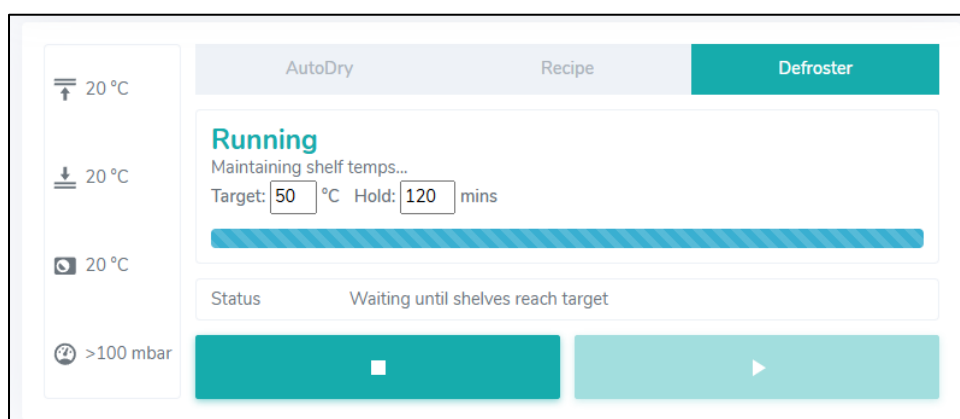 20 °C
20 °C
20 °C
>100 mbar
AutoDry Recipe Defroster
Running
Maintaining shelf temps...
Target: 50 °C Hold: 120 mins
Status Waiting until shelves reach target